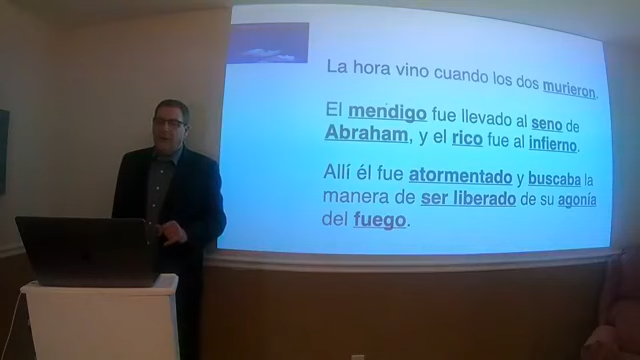 La hora vino cuando los dos murieron.
El mendigo fue llevado al seno de
Abraham, y el rico fue al infierno.
Allí él fue atormentado y buscaba la
manera de ser liberado de su agonía
del fuego.